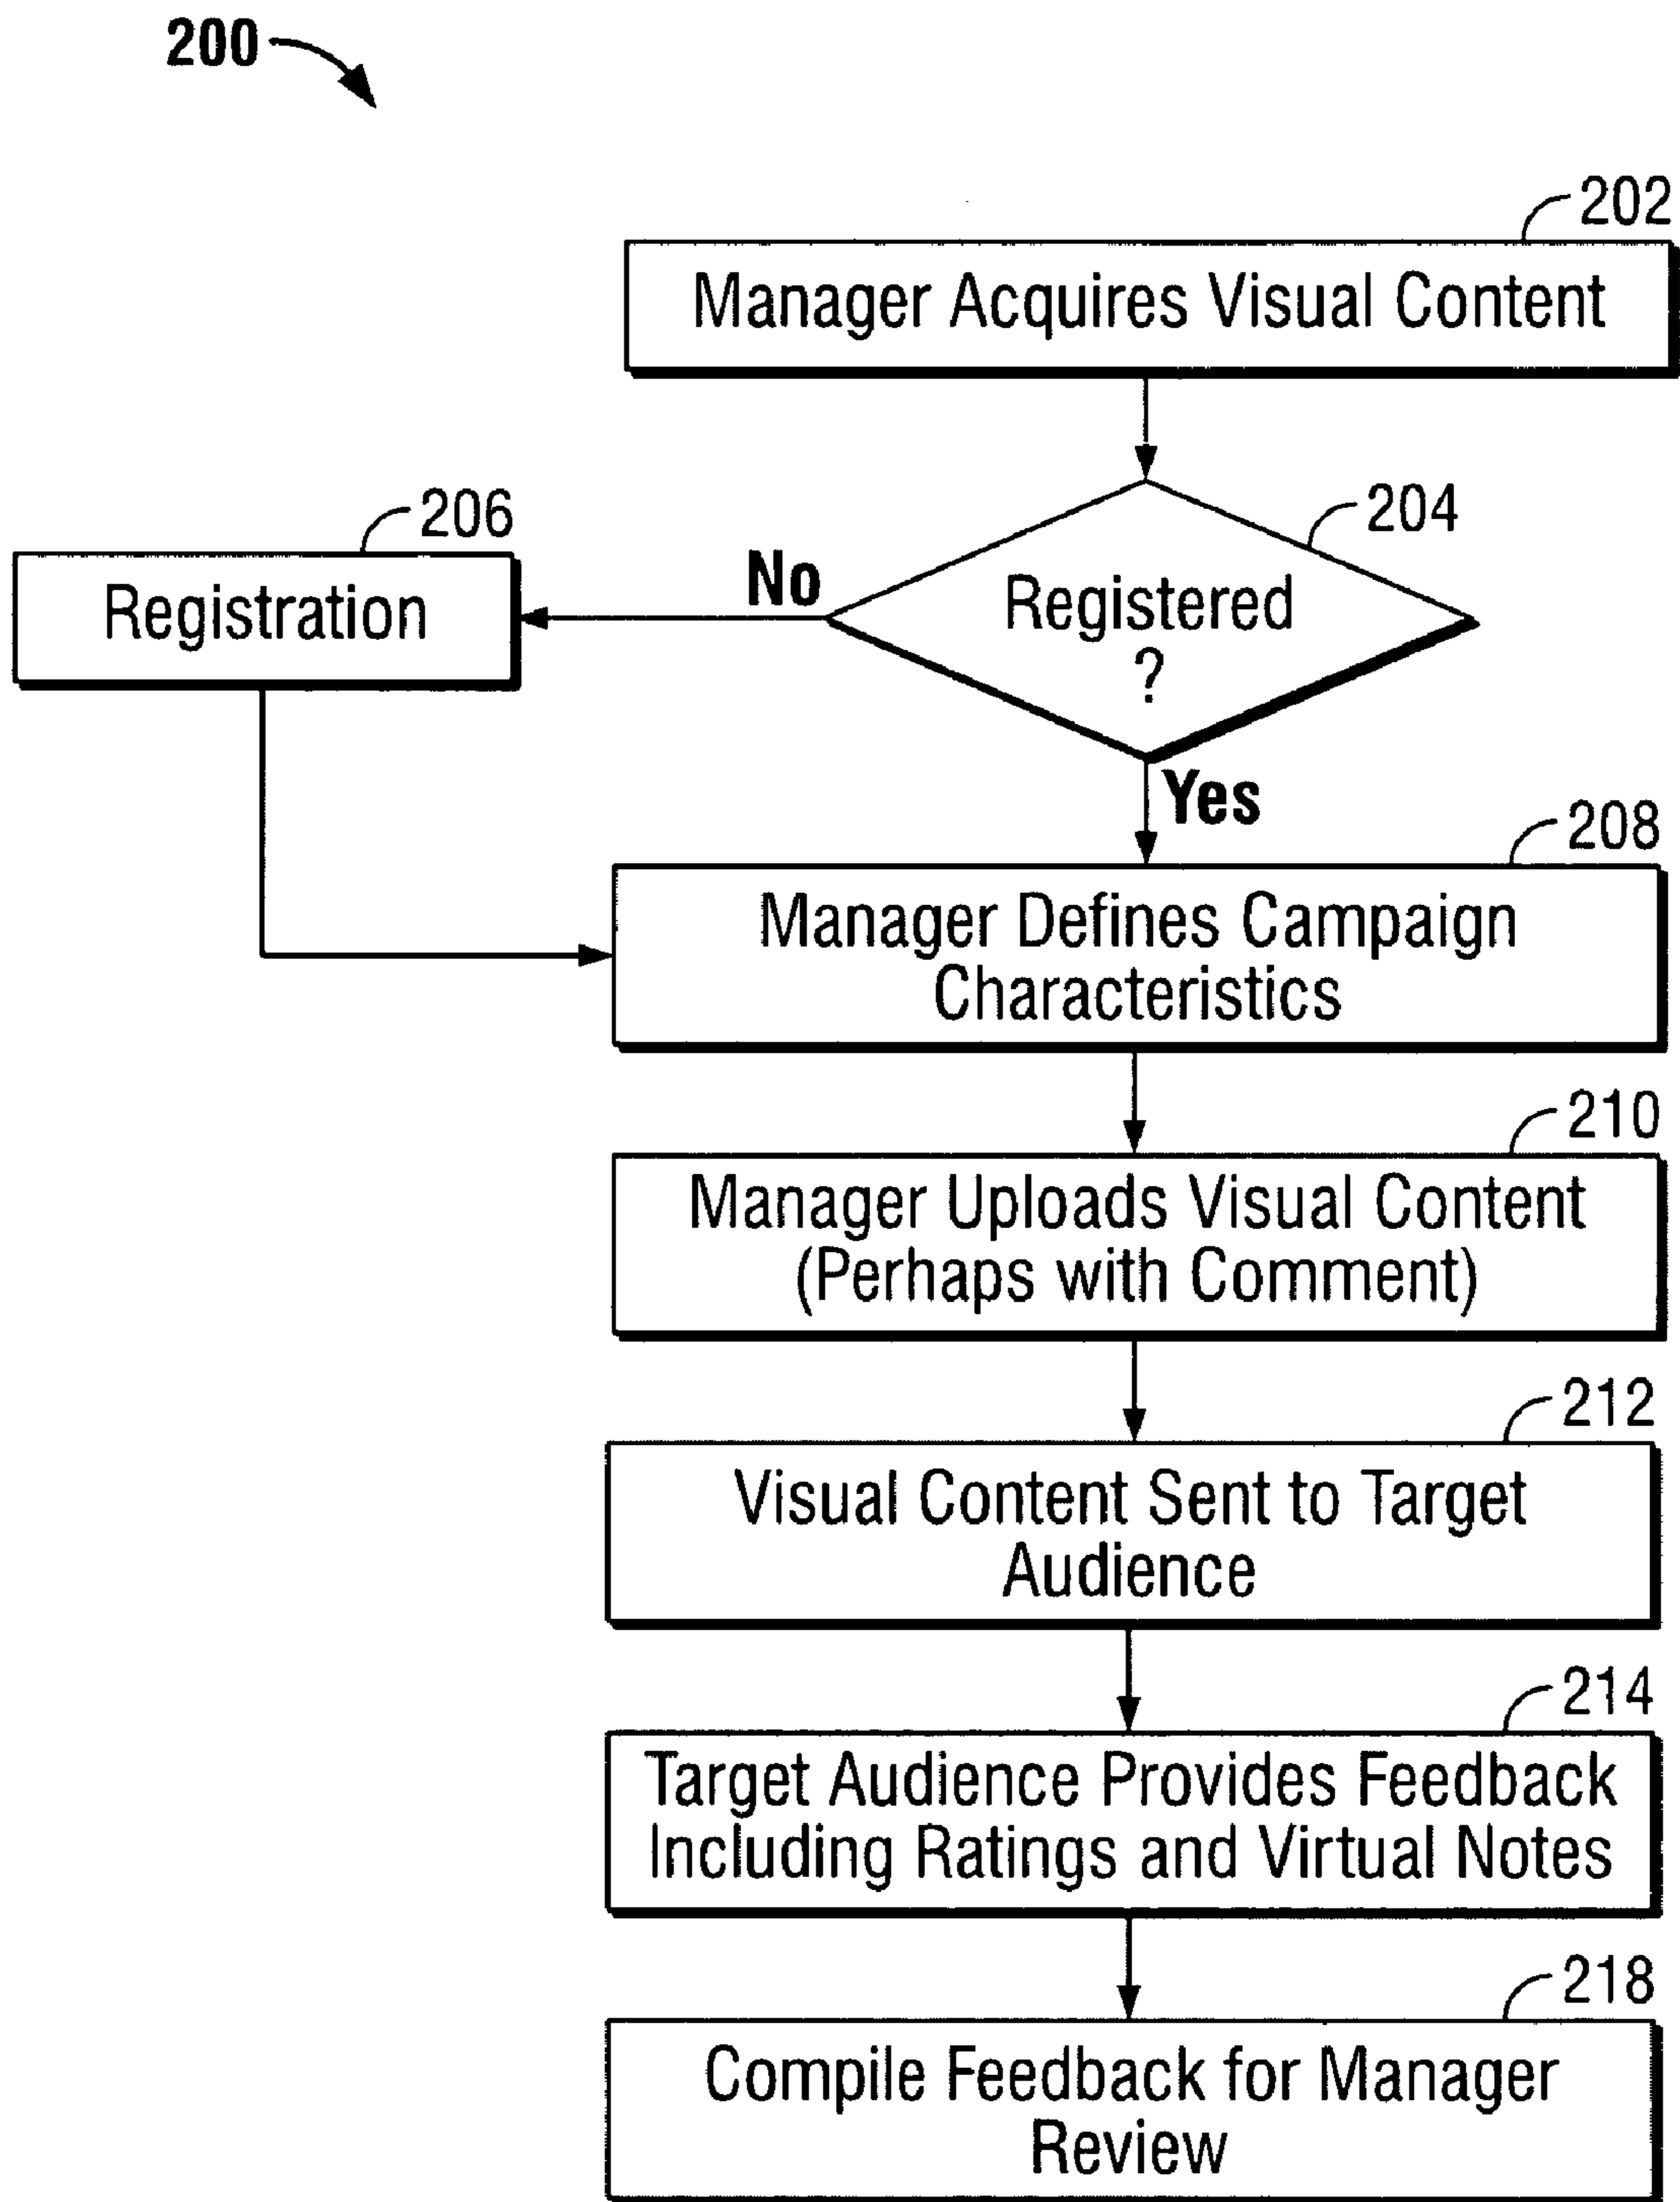 200
202
Manager Acquires Visual Content
204
Registered
?
No
206
Registration
Yes
208
Manager Defines Campaign
Characteristics
210
Manager Uploads Visual Content
(Perhaps with Comment)
212
Visual Content Sent to Target
Audience
214
Target Audience Provides Feedback
Including Ratings and Virtual Notes
218
Compile Feedback for Manager
Review